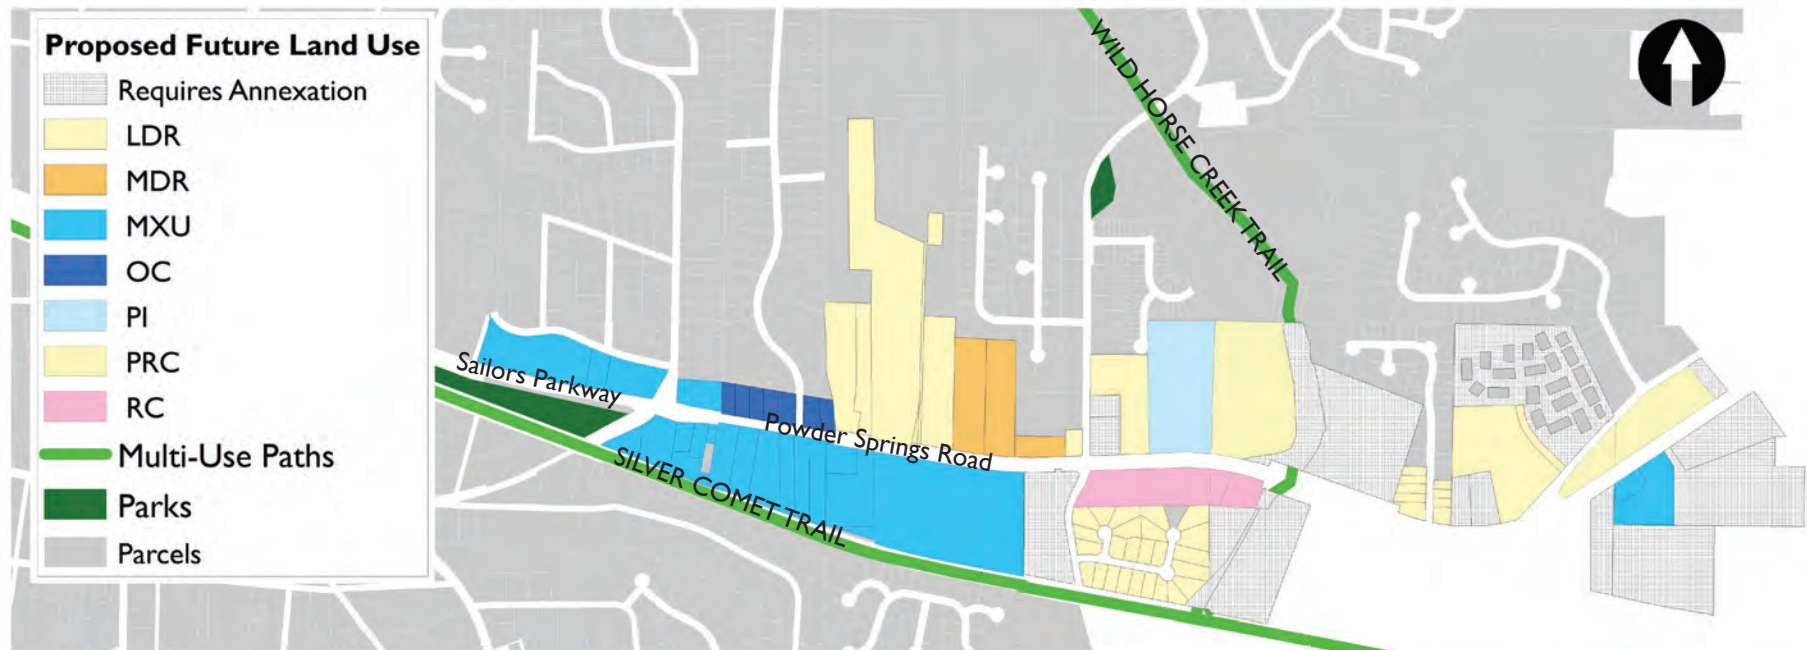 Proposed Future Land Use
Requires Annexation
LDR
MDR
MXU
OC
PI
PRC
RC
Multi-Use Paths
Parks
Parcels
WILD HORSE CREEK TRAIL
Sailors Parkway
Powder Springs Road
SILVER COMET TRAIL